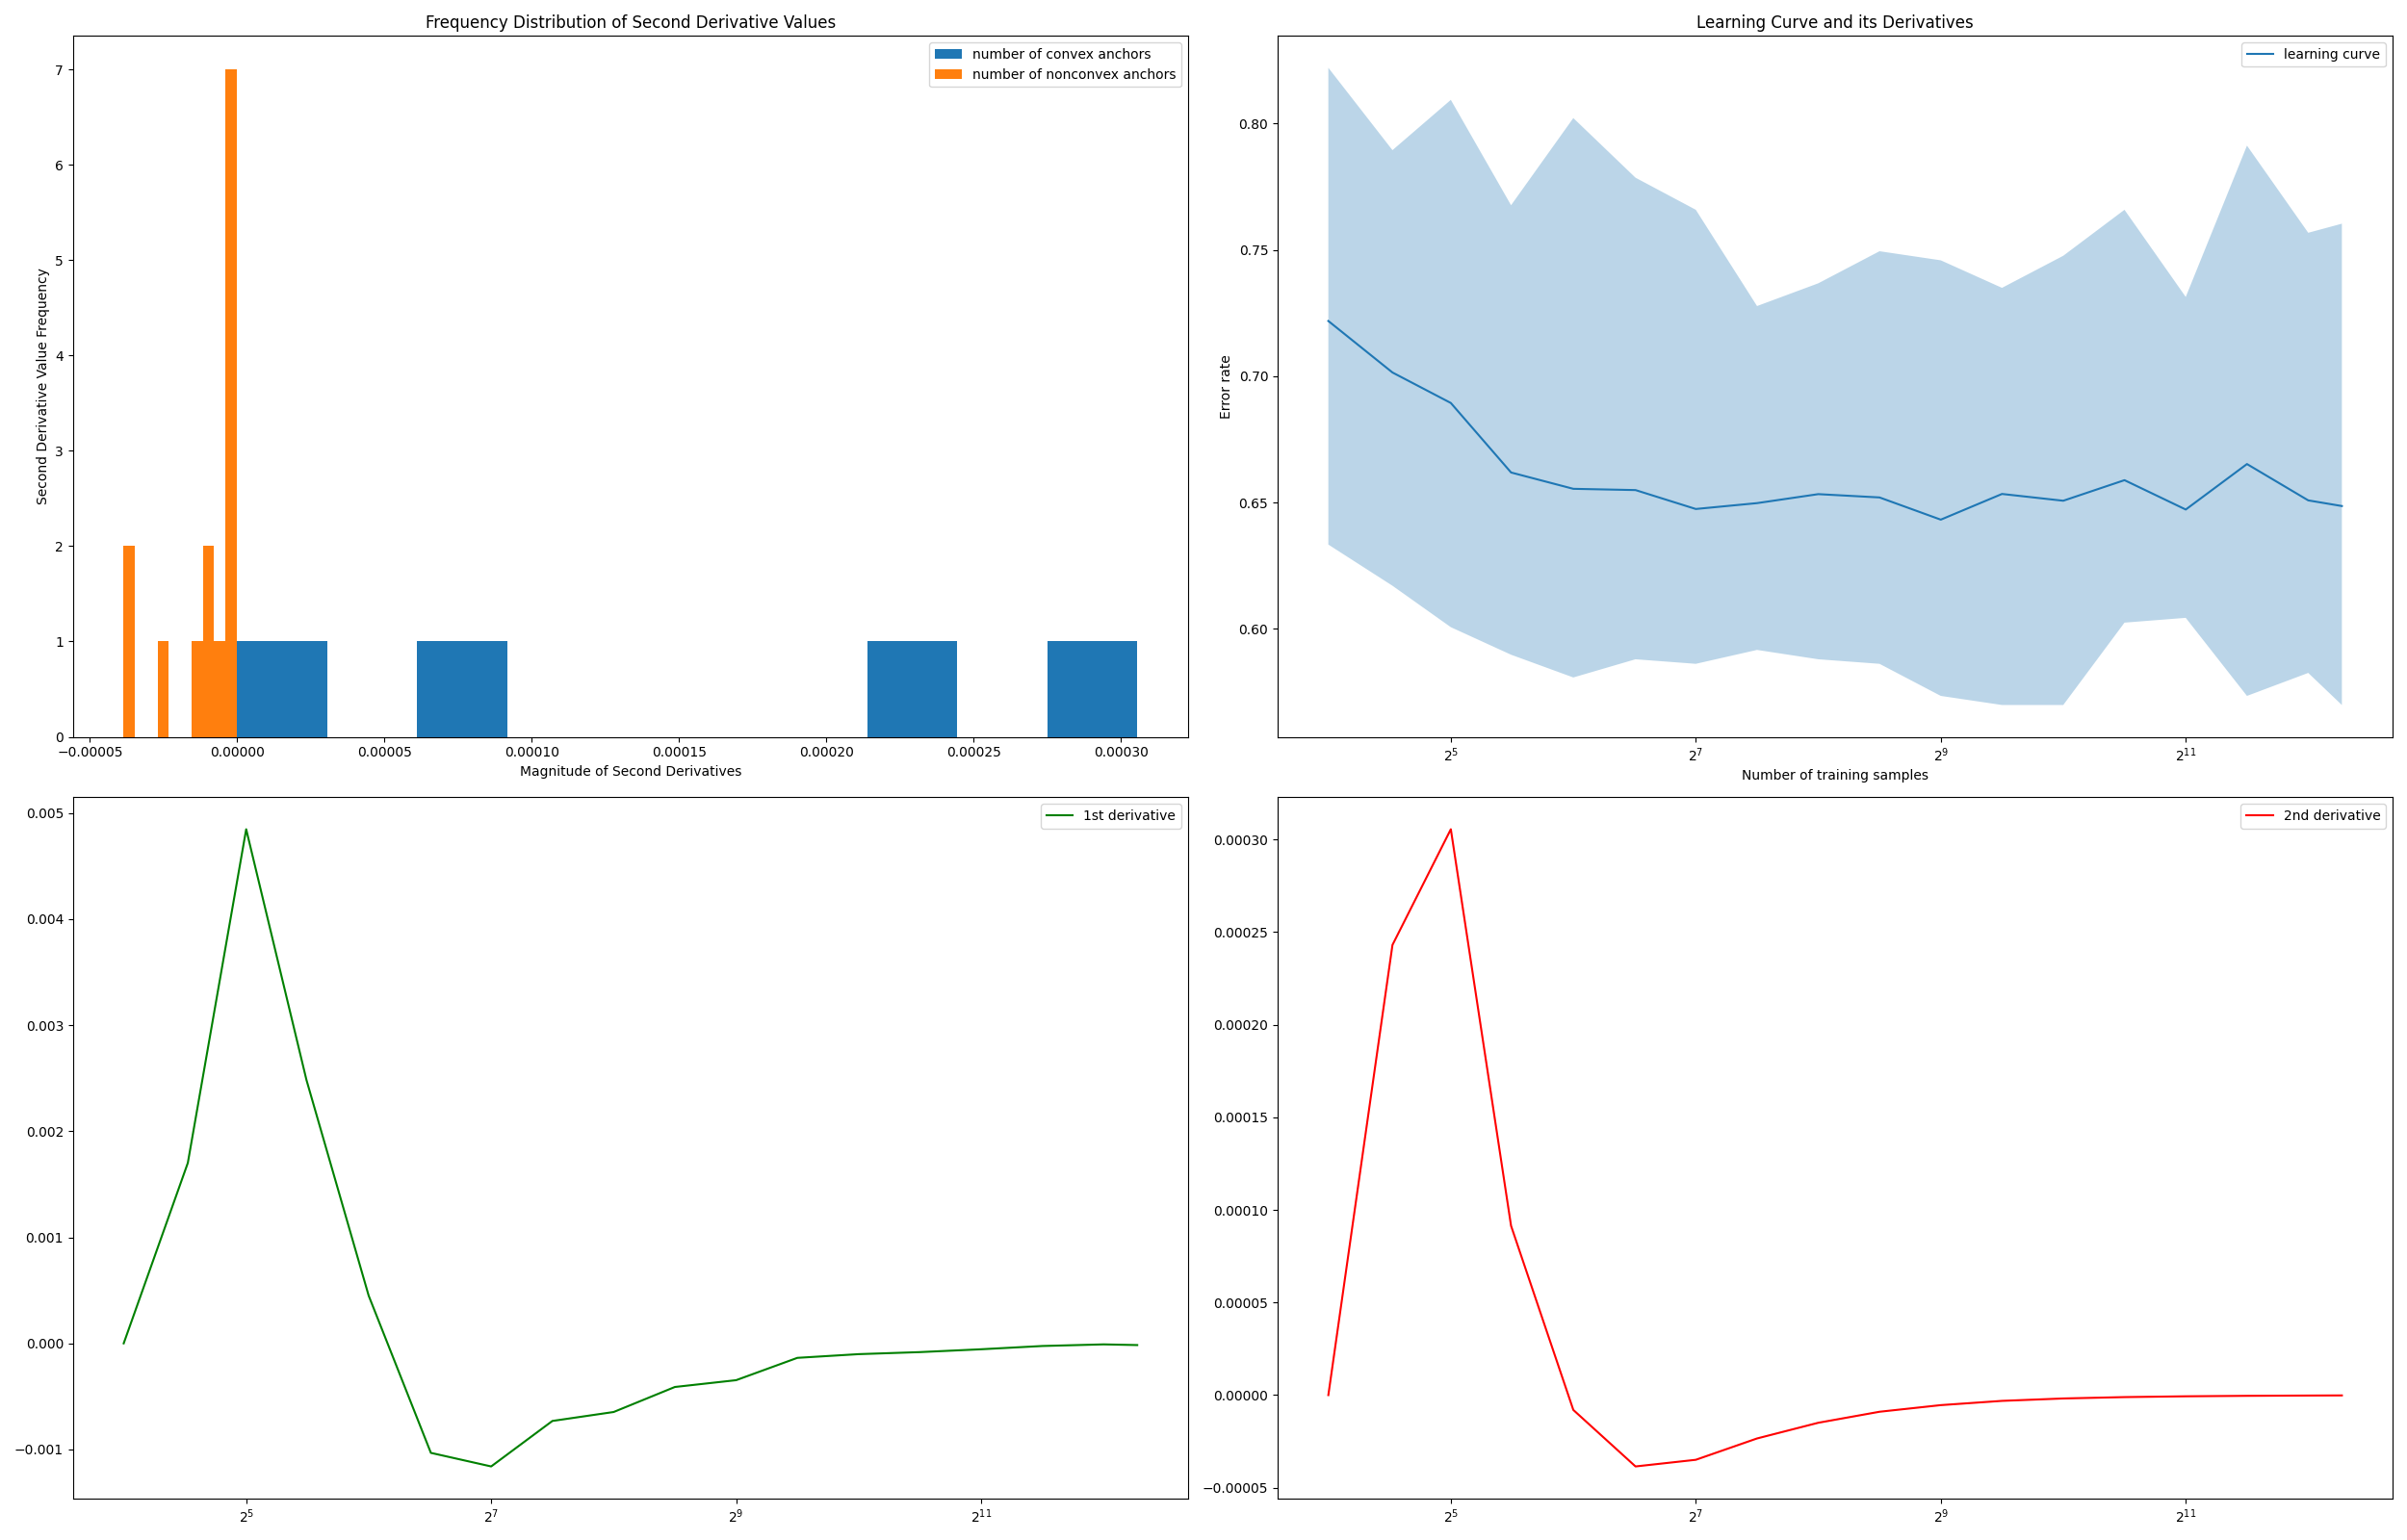 Frequency Distribution of Second Derivative Values
number of convex anchors
number of nonconvex anchors
Second Derivative Value Frequency
7
6
5
4
3
2
1
0
−0.00005 0.00000 0.00005 0.00010 0.00015 0.00020 0.00025 0.00030
Magnitude of Second Derivatives
Learning Curve and its Derivatives
learning curve
Error rate
0.80
0.75
0.70
0.65
0.60
2^5 2^7 2^9 2^11
Number of training samples
1st derivative
0.005
0.004
0.003
0.002
0.001
0.000
−0.001
2^5 2^7 2^9 2^11
2nd derivative
0.00030
0.00025
0.00020
0.00015
0.00010
0.00005
0.00000
−0.00005
2^5 2^7 2^9 2^11